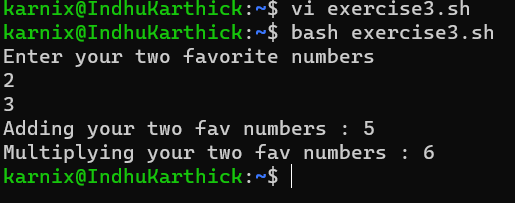 karnix@IndhuKarthick:~$ vi exercise3.sh
karnix@IndhuKarthick:~$ bash exercise3.sh
Enter your two favorite numbers
2
3
Adding your two fav numbers : 5
Multiplying your two fav numbers : 6
karnix@IndhuKarthick:~$